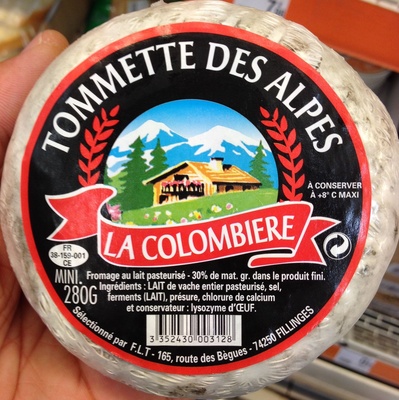 TOMMETTE DES ALPES
À CONSERVER
À +8° C MAXI
LA COLOMBIERE
FR
38-159-001
CE
MINI.
280G
Fromage au lait pasteurisé - 30% de mat. gr. dans le produit fini.
Ingrédients : LAIT de vache entier pasteurisé, sel,
ferments (LAIT), présure, chlorure de calcium
et conservateur : lysozyme d'ŒUF.
3 352430 003128
Sélectionné par F.L.T - 165, route des Bègues - 74250 FILLINGES